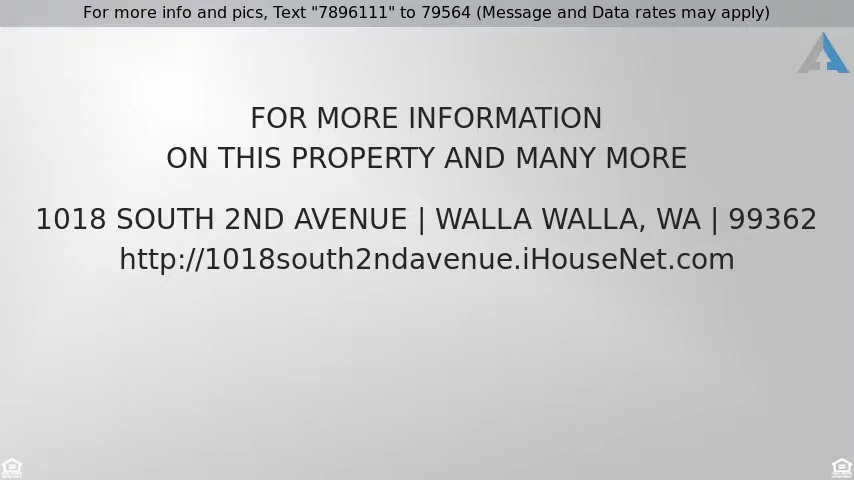 For more info and pics, Text "7896111" to 79564 (Message and Data rates may apply)
FOR MORE INFORMATION
ON THIS PROPERTY AND MANY MORE
1018 SOUTH 2ND AVENUE | WALLA WALLA, WA | 99362
http://1018south2ndavenue.iHouseNet.com